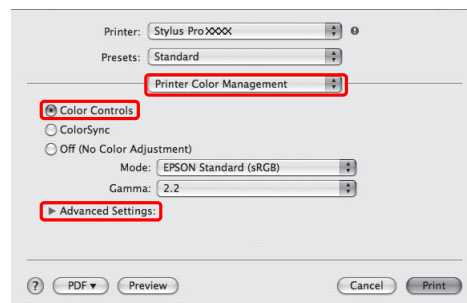 Printer: Stylus Pro XXXX
Presets: Standard
Printer Color Management
Color Controls
ColorSync
Off (No Color Adjustment)
Mode: EPSON Standard (sRGB)
Gamma: 2.2
Advanced Settings:
? PDF Preview Cancel Print